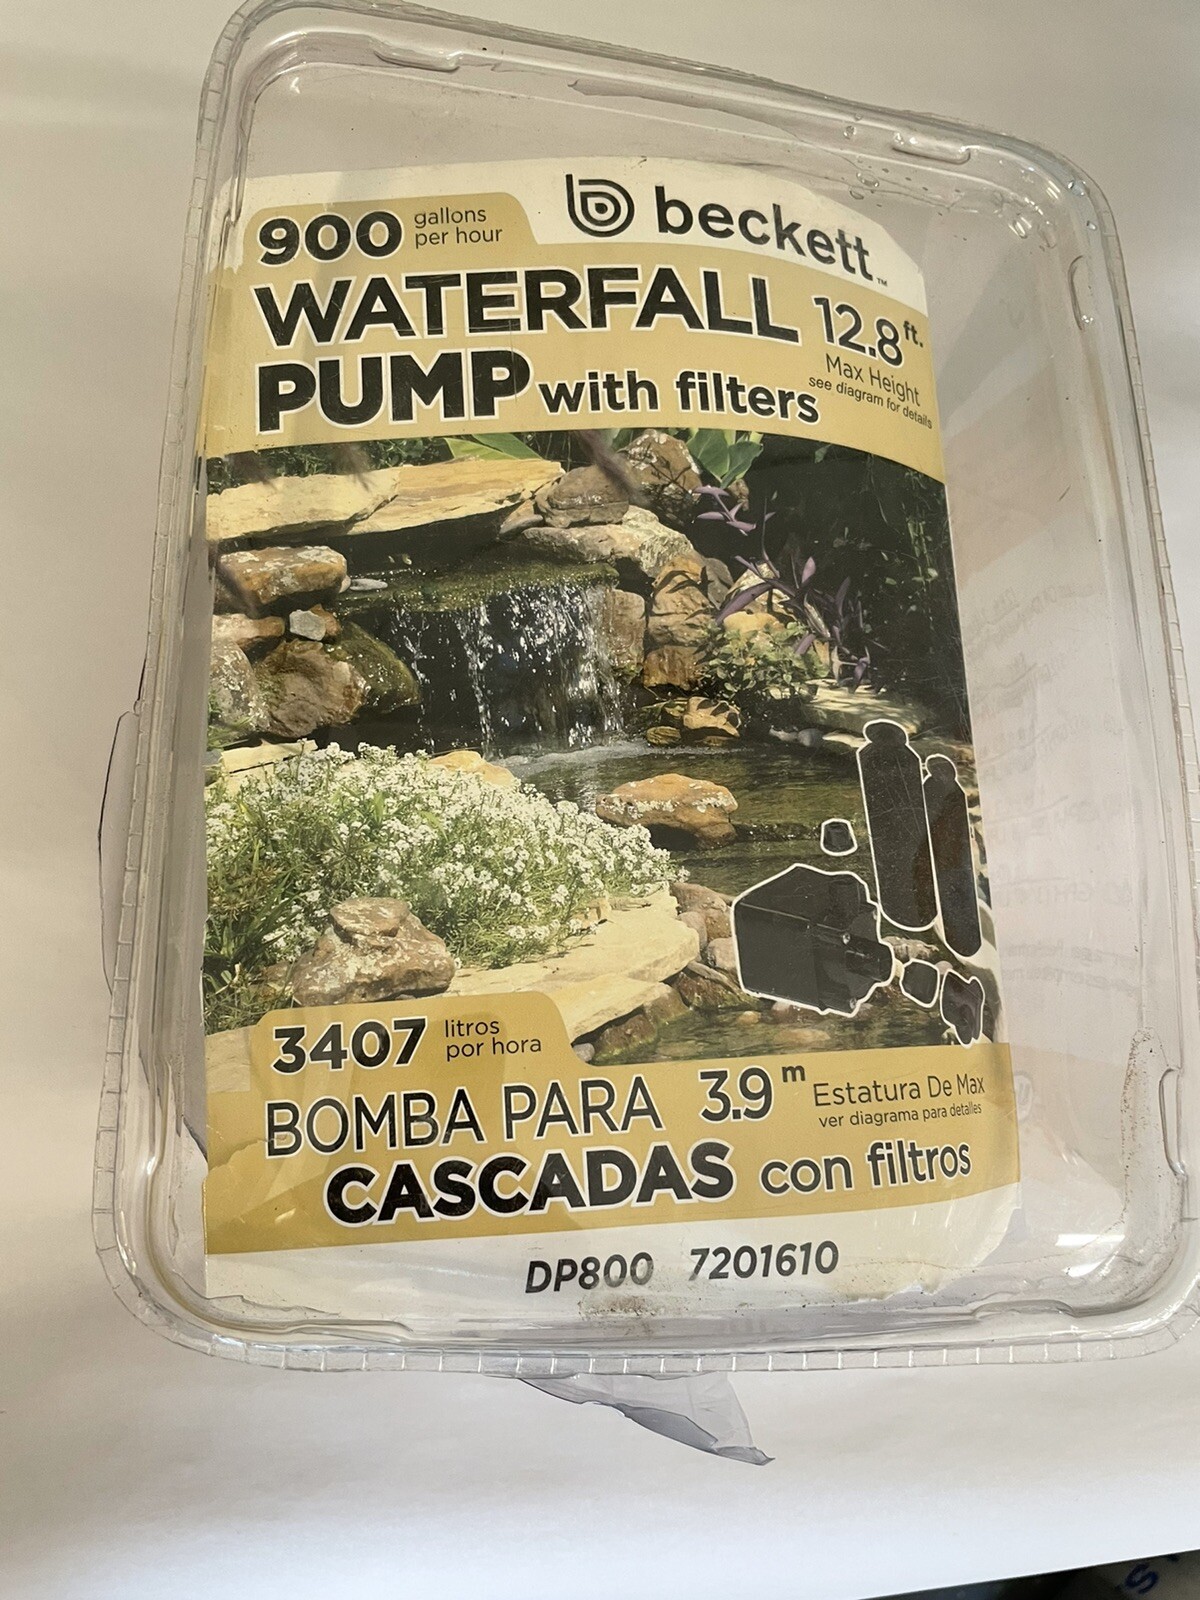 beckett™
900 gallons per hour
WATERFALL
PUMP with filters
12.8 ft.
Max Height
see diagram for details
3407 litros por hora
BOMBA PARA
CASCADAS con filtros
3.9 m Estatura De Max
ver diagrama para detalles
DP800 7201610